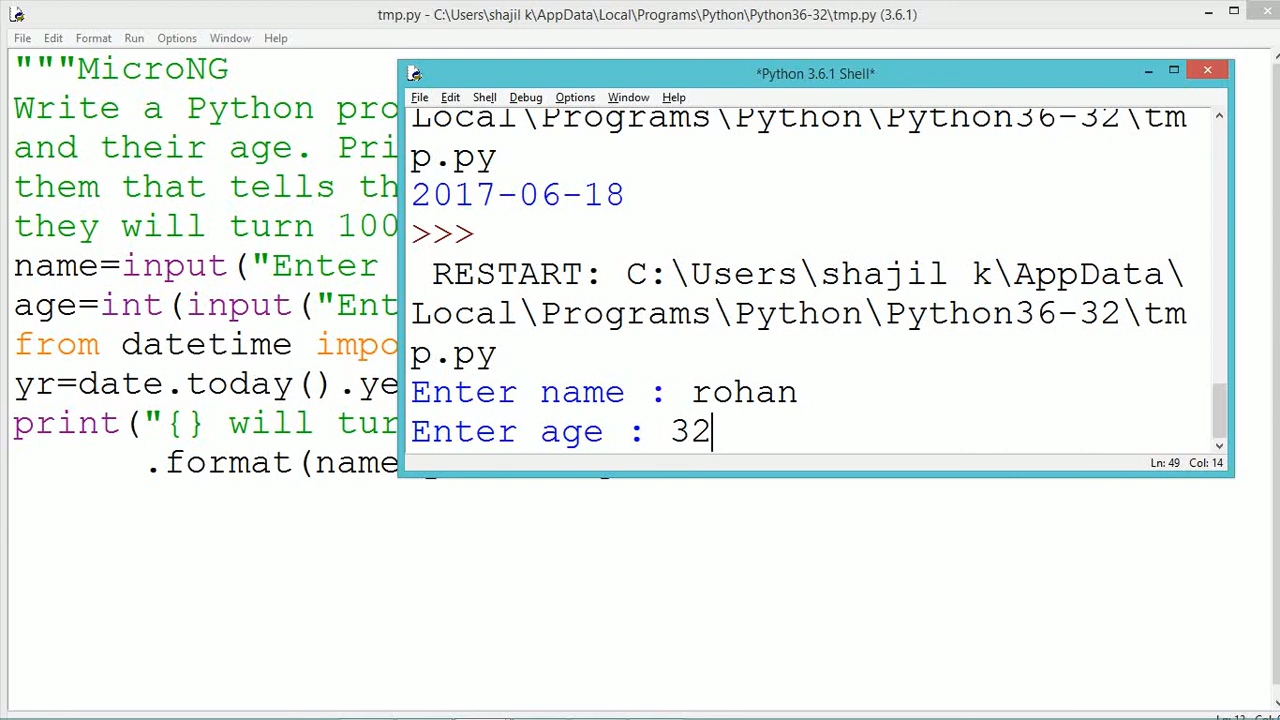 tmp.py - C:\Users\shajil k\AppData\Local\Programs\Python\Python36-32\tmp.py (3.6.1)
File Edit Format Run Options Window Help
"""MicroNG
Write a Python pro
and their age. Pri
them that tells th
they will turn 100
name=input("Enter
age=int(input("Ent
from datetime impo
yr=date.today().ye
print("{} will tur
.format(name
*Python 3.6.1 Shell*
File Edit Shell Debug Options Window Help
Local\Programs\Python\Python36-32\tm
p.py
2017-06-18
>>>
RESTART: C:\Users\shajil k\AppData\
Local\Programs\Python\Python36-32\tm
p.py
Enter name : rohan
Enter age : 32
Ln: 49 Col: 14